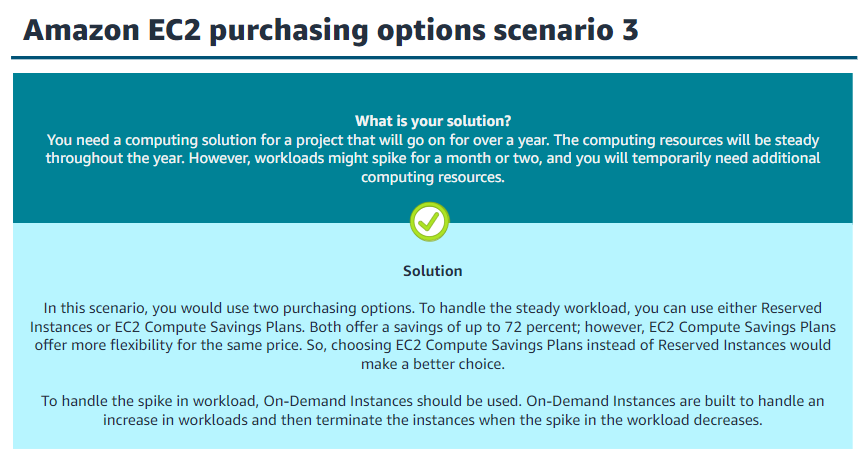 Amazon EC2 purchasing options scenario 3
What is your solution?
You need a computing solution for a project that will go on for over a year. The computing resources will be steady
throughout the year. However, workloads might spike for a month or two, and you will temporarily need additional
computing resources.
Solution
In this scenario, you would use two purchasing options. To handle the steady workload, you can use either Reserved
Instances or EC2 Compute Savings Plans. Both offer a savings of up to 72 percent; however, EC2 Compute Savings Plans
offer more flexibility for the same price. So, choosing EC2 Compute Savings Plans instead of Reserved Instances would
make a better choice.
To handle the spike in workload, On-Demand Instances should be used. On-Demand Instances are built to handle an
increase in workloads and then terminate the instances when the spike in the workload decreases.